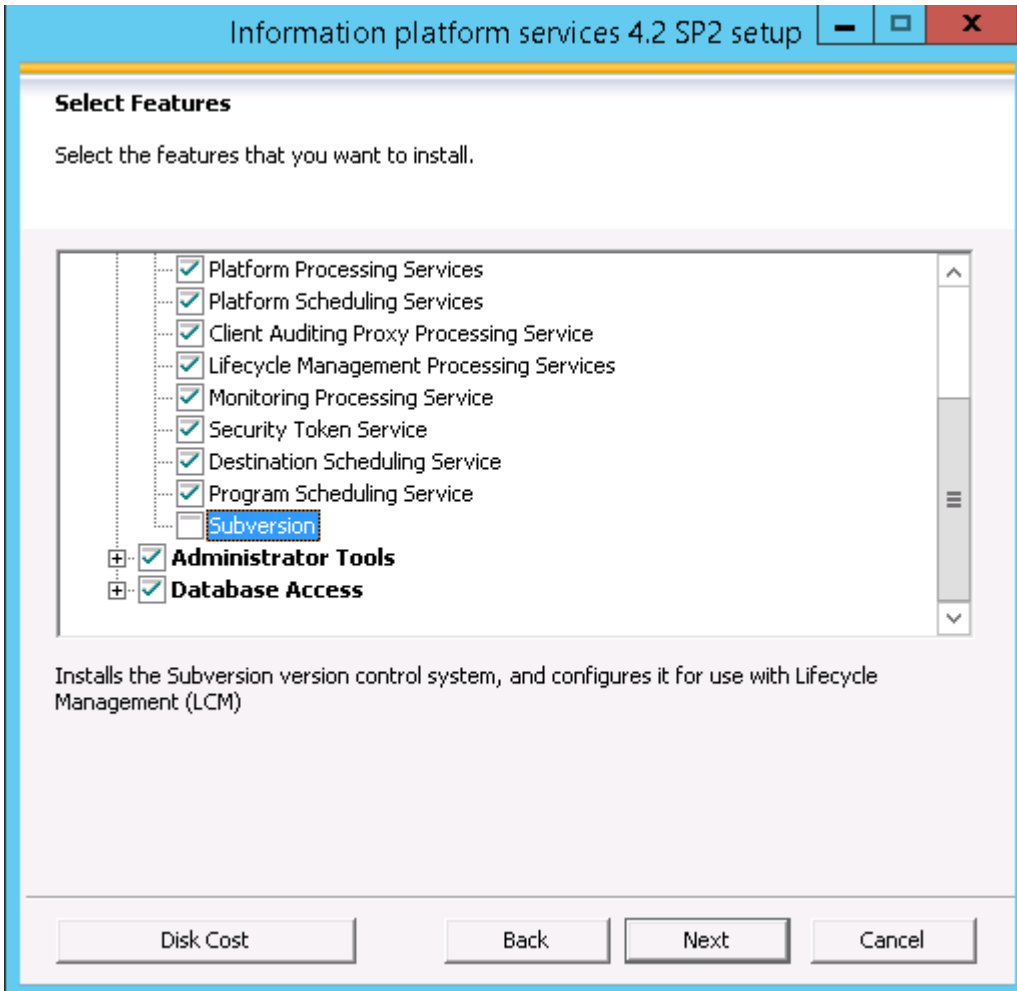 Information platform services 4.2 SP2 setup
Select Features
Select the features that you want to install.
Platform Processing Services
Platform Scheduling Services
Client Auditing Proxy Processing Service
Lifecycle Management Processing Services
Monitoring Processing Service
Security Token Service
Destination Scheduling Service
Program Scheduling Service
Subversion
Administrator Tools
Database Access
Installs the Subversion version control system, and configures it for use with Lifecycle
Management (LCM)
Disk Cost Back Next Cancel